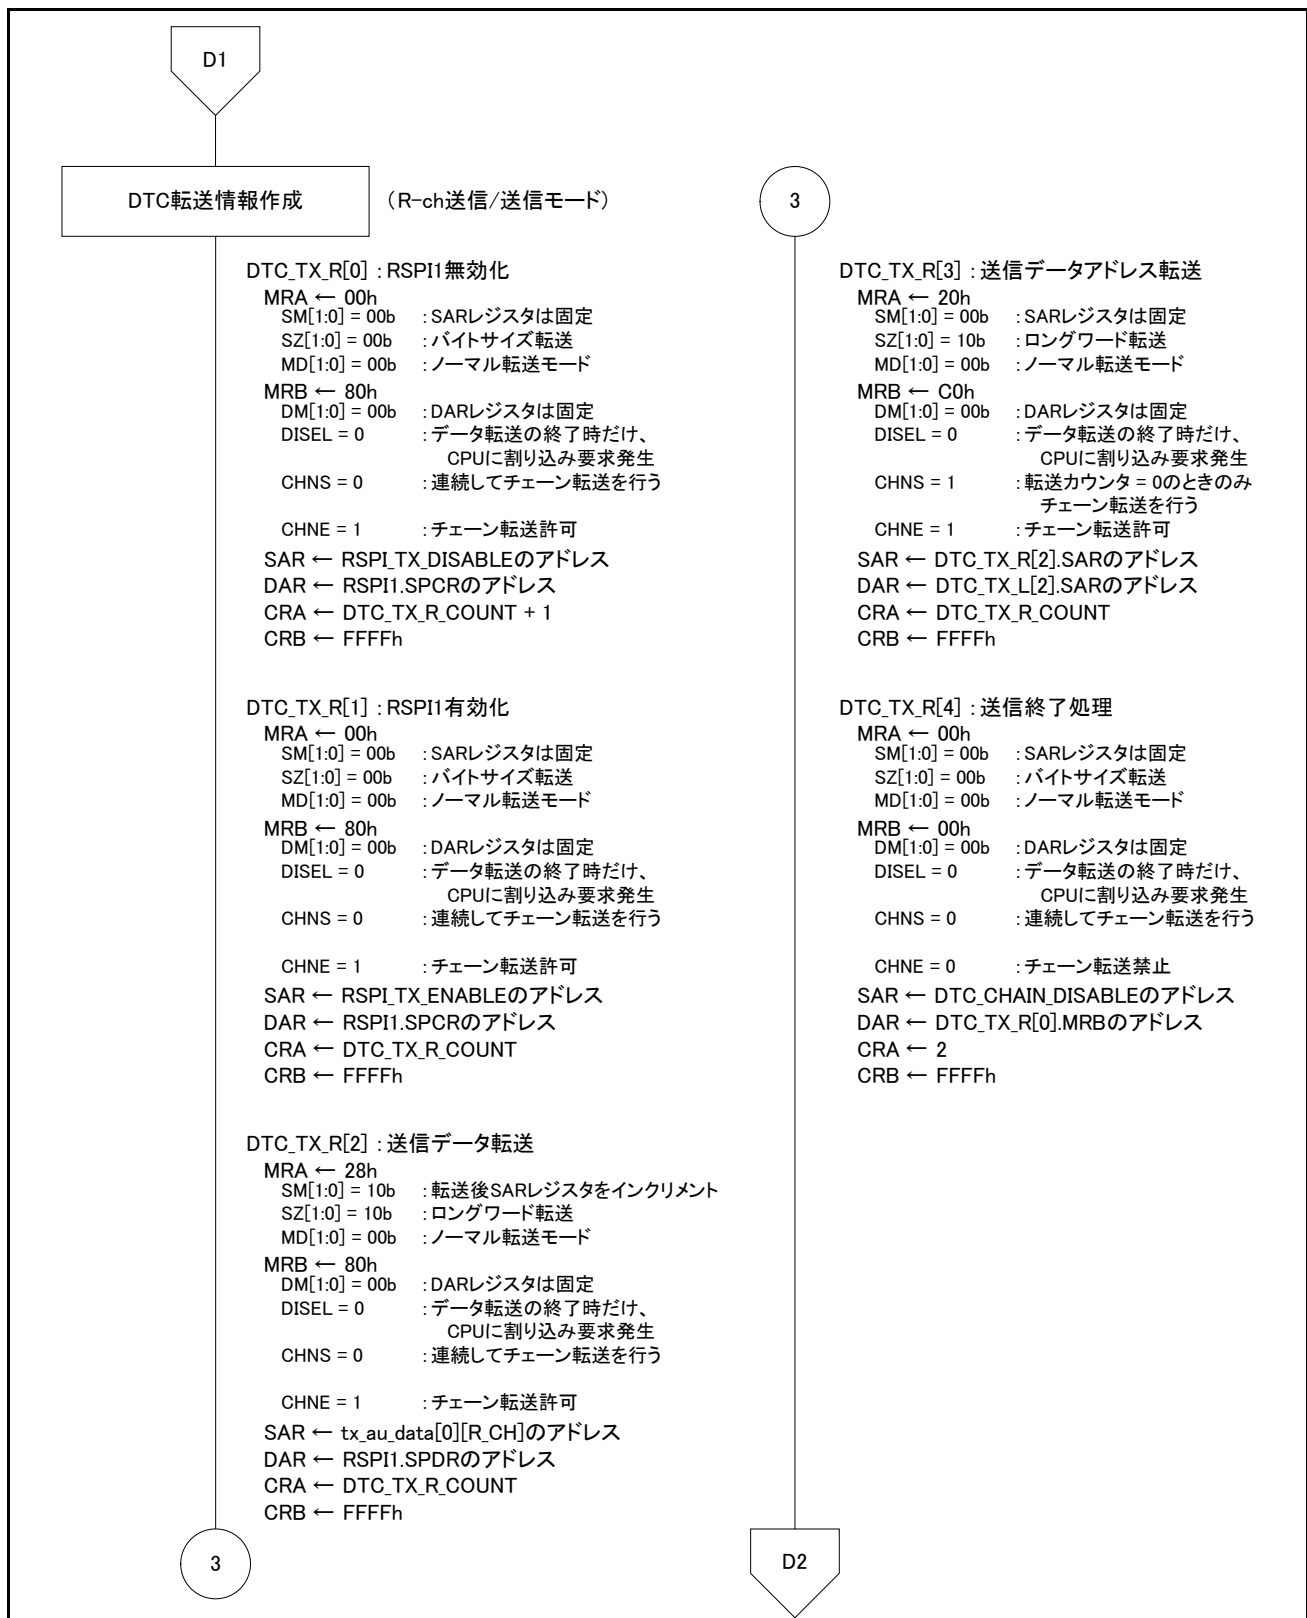 D1
DTC転送情報作成 (R-ch送信/送信モード)
DTC_TX_R[0] : RSPI1無効化
MRA ← 00h
SM[1:0] = 00b : SARレジスタは固定
SZ[1:0] = 00b : バイトサイズ転送
MD[1:0] = 00b : ノーマル転送モード
MRB ← 80h
DM[1:0] = 00b : DARレジスタは固定
DISEL = 0 : データ転送の終了時だけ、
CPUに割り込み要求発生
CHNS = 0 : 連続してチェーン転送を行う
CHNE = 1 : チェーン転送許可
SAR ← RSPI_TX_DISABLEのアドレス
DAR ← RSPI1.SPCRのアドレス
CRA ← DTC_TX_R_COUNT + 1
CRB ← FFFFh
DTC_TX_R[1] : RSPI1有効化
MRA ← 00h
SM[1:0] = 00b : SARレジスタは固定
SZ[1:0] = 00b : バイトサイズ転送
MD[1:0] = 00b : ノーマル転送モード
MRB ← 80h
DM[1:0] = 00b : DARレジスタは固定
DISEL = 0 : データ転送の終了時だけ、
CPUに割り込み要求発生
CHNS = 0 : 連続してチェーン転送を行う
CHNE = 1 : チェーン転送許可
SAR ← RSPI_TX_ENABLEのアドレス
DAR ← RSPI1.SPCRのアドレス
CRA ← DTC_TX_R_COUNT
CRB ← FFFFh
DTC_TX_R[2] : 送信データ転送
MRA ← 28h
SM[1:0] = 10b : 転送後SARレジスタをインクリメント
SZ[1:0] = 10b : ロングワード転送
MD[1:0] = 00b : ノーマル転送モード
MRB ← 80h
DM[1:0] = 00b : DARレジスタは固定
DISEL = 0 : データ転送の終了時だけ、
CPUに割り込み要求発生
CHNS = 0 : 連続してチェーン転送を行う
CHNE = 1 : チェーン転送許可
SAR ← tx_au_data[0][R_CH]のアドレス
DAR ← RSPI1.SPDRのアドレス
CRA ← DTC_TX_R_COUNT
CRB ← FFFFh
3
3
DTC_TX_R[3] : 送信データアドレス転送
MRA ← 20h
SM[1:0] = 00b : SARレジスタは固定
SZ[1:0] = 10b : ロングワード転送
MD[1:0] = 00b : ノーマル転送モード
MRB ← C0h
DM[1:0] = 00b : DARレジスタは固定
DISEL = 0 : データ転送の終了時だけ、
CPUに割り込み要求発生
CHNS = 1 : 転送カウンタ = 0のときのみ
チェーン転送を行う
CHNE = 1 : チェーン転送許可
SAR ← DTC_TX_R[2].SARのアドレス
DAR ← DTC_TX_L[2].SARのアドレス
CRA ← DTC_TX_R_COUNT
CRB ← FFFFh
DTC_TX_R[4] : 送信終了処理
MRA ← 00h
SM[1:0] = 00b : SARレジスタは固定
SZ[1:0] = 00b : バイトサイズ転送
MD[1:0] = 00b : ノーマル転送モード
MRB ← 00h
DM[1:0] = 00b : DARレジスタは固定
DISEL = 0 : データ転送の終了時だけ、
CPUに割り込み要求発生
CHNS = 0 : 連続してチェーン転送を行う
CHNE = 0 : チェーン転送禁止
SAR ← DTC_CHAIN_DISABLEのアドレス
DAR ← DTC_TX_R[0].MRBのアドレス
CRA ← 2
CRB ← FFFFh
D2